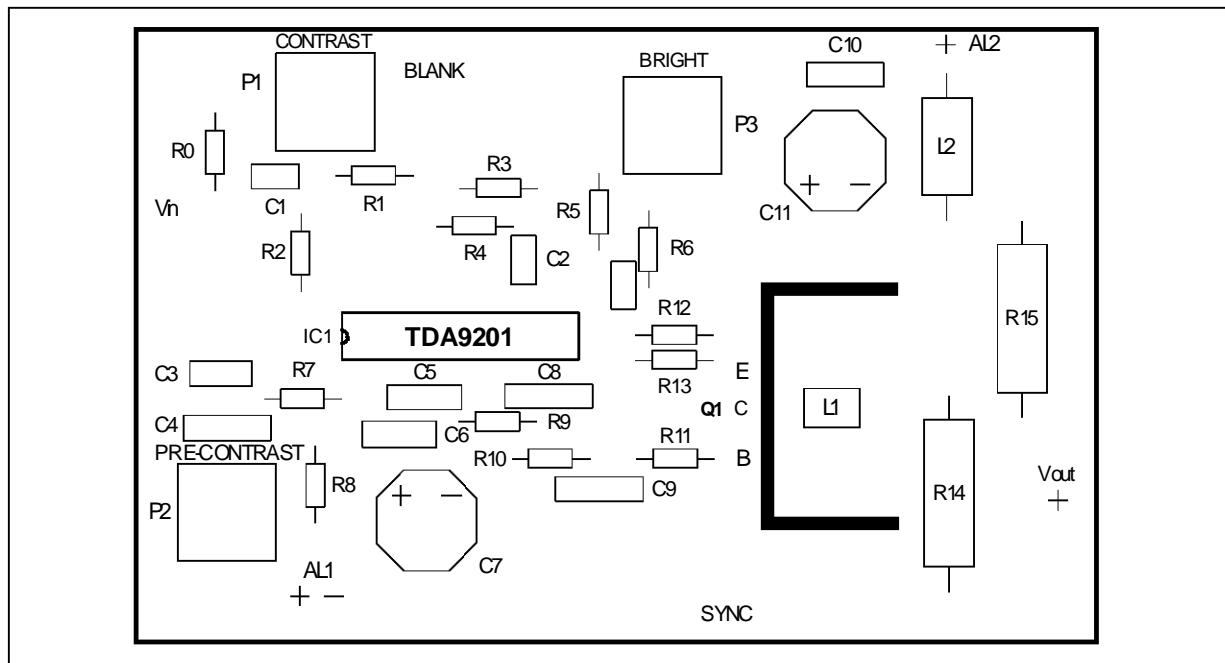 CONTRAST
C10
+ AL2
P1
BLANK
BRIGHT
P3
R0
L2
R3
C1
R1
+ −
Vin
R5
C11
R2
R4
C2
R6
R12
R15
IC1
TDA9201
C3
R7
C5
C8
R13
E
Q1 C
L1
C4
C6
R9
R11
PRE-CONTRAST
R10
B
Vout
+
R8
C9
R14
P2
+ −
C7
AL1
+ −
SYNC